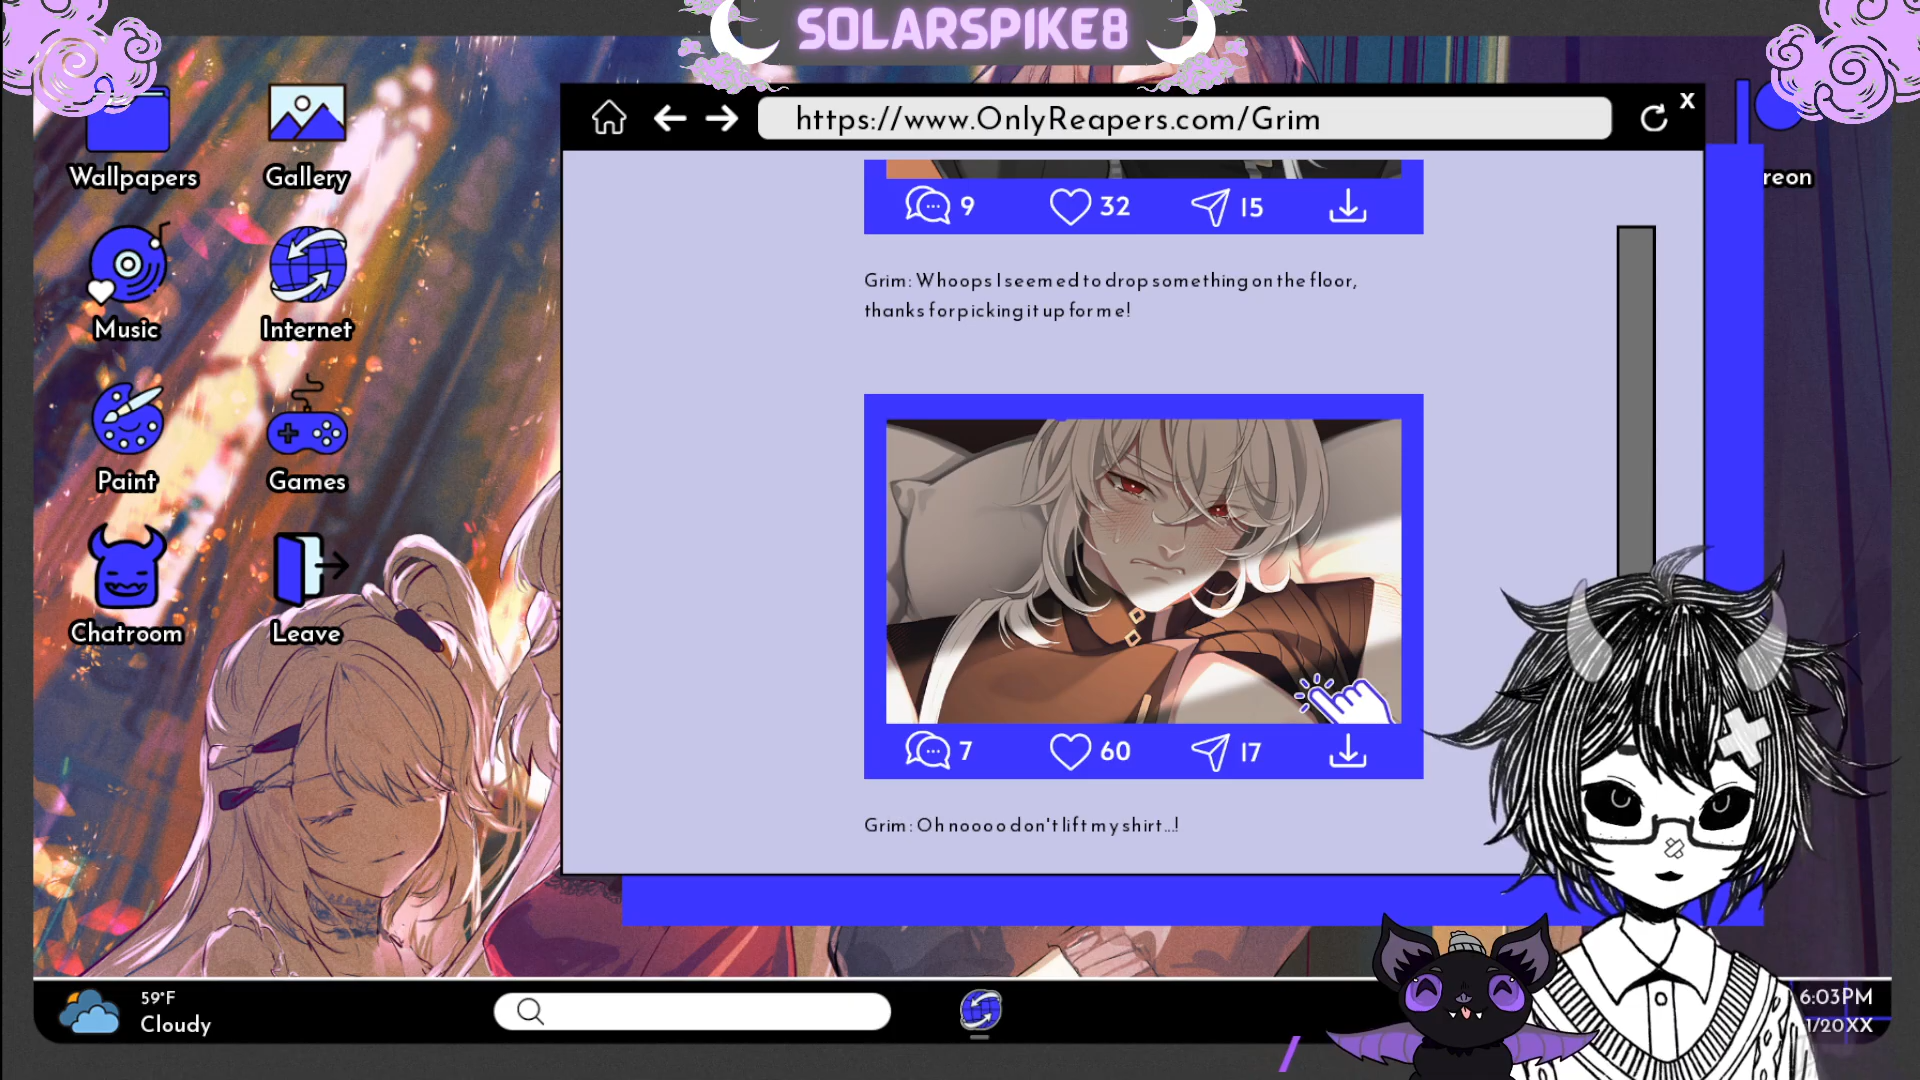 SOLARSPIKE8
https://www.OnlyReapers.com/Grim
x
Wallpapers
Gallery
reon
9
32
15
Grim: Whoops I seemed to drop something on the floor,
thanks for picking it up for me!
Music
Internet
Paint
Games
Chatroom
Leave
7
60
17
Grim: Oh noooo don't lift my shirt...!
59°F
Cloudy
6:03PM
1/20XX